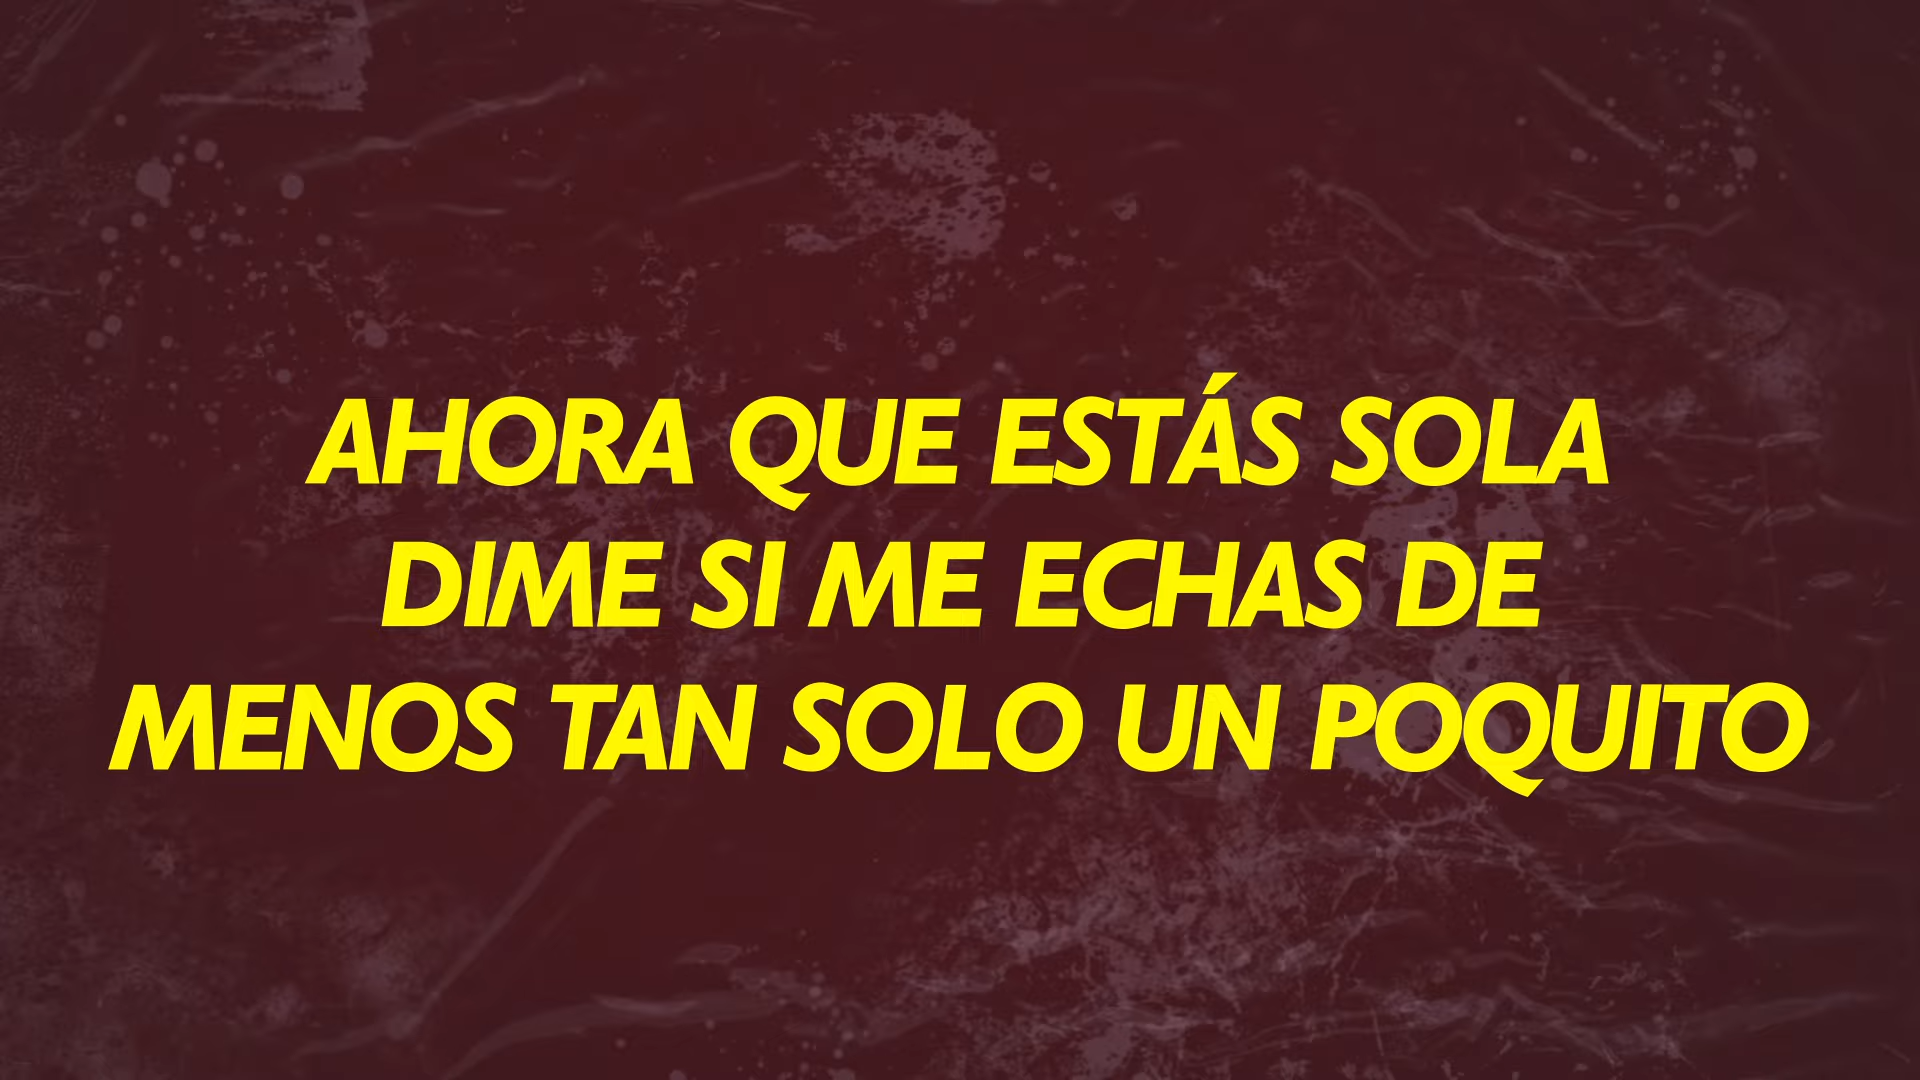 AHORA QUE ESTÁS SOLA
DIME SI ME ECHAS DE
MENOS TAN SOLO UN POQUITO